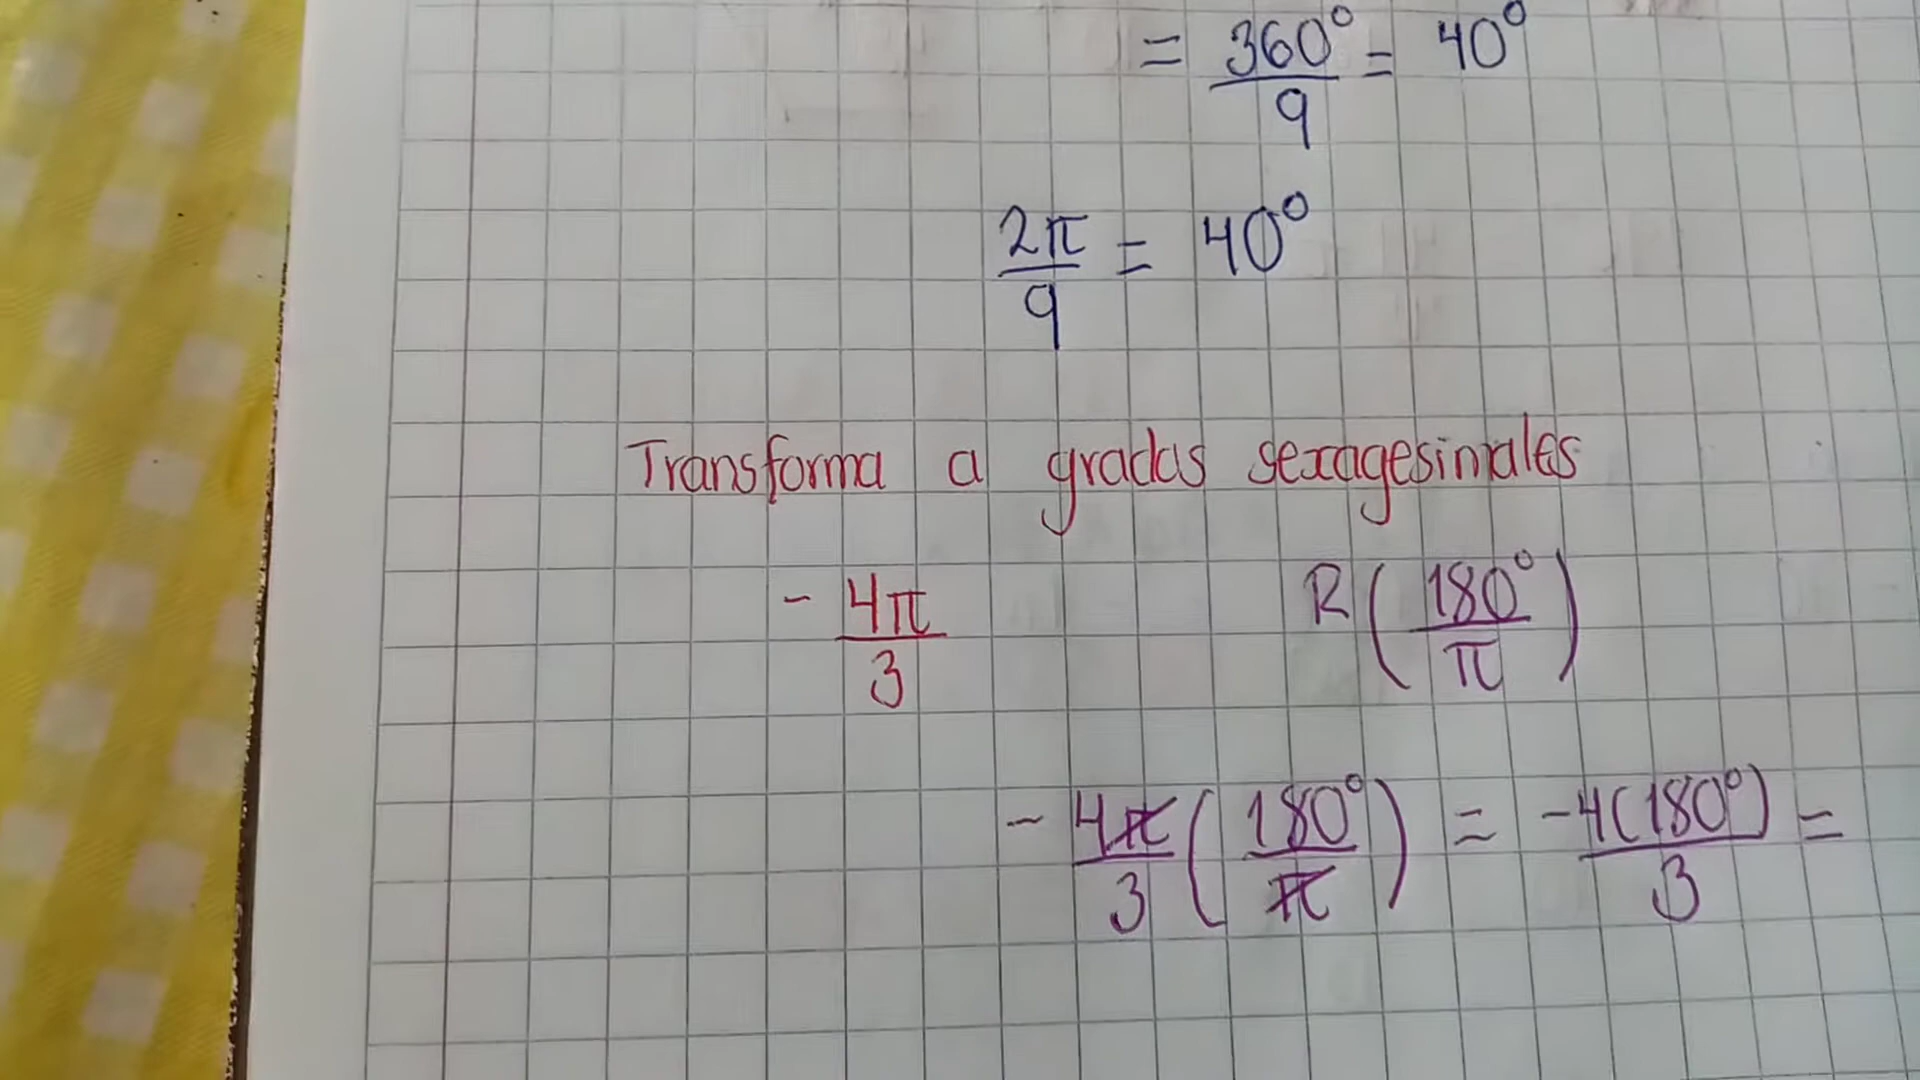 = 360°/9 = 40°
2π/9 = 40°
Transforma a grados sexagesimales
- 4π/3 R(180°/π)
- 4π/3 (180°/π) = -4(180°)/3 =